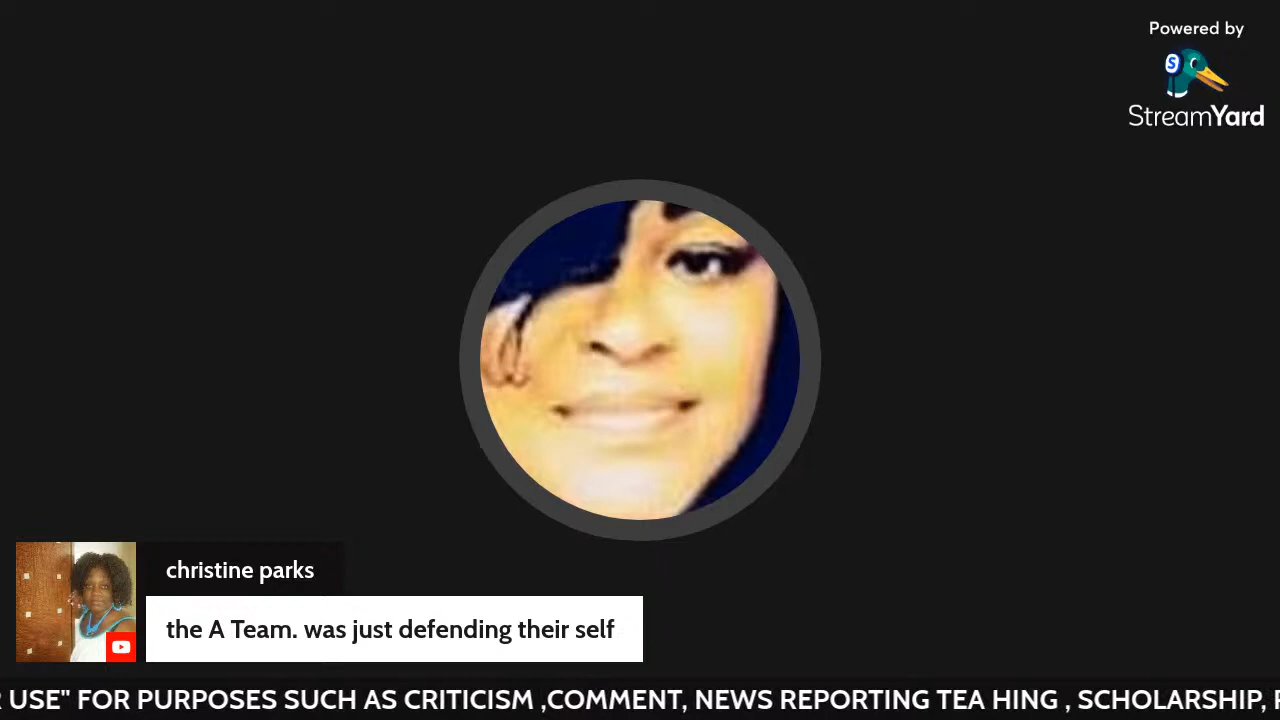 Powered by
S
StreamYard
christine parks
the A Team. was just defending their self
USE" FOR PURPOSES SUCH AS CRITICISM ,COMMENT, NEWS REPORTING TEA HING , SCHOLARSHIP,